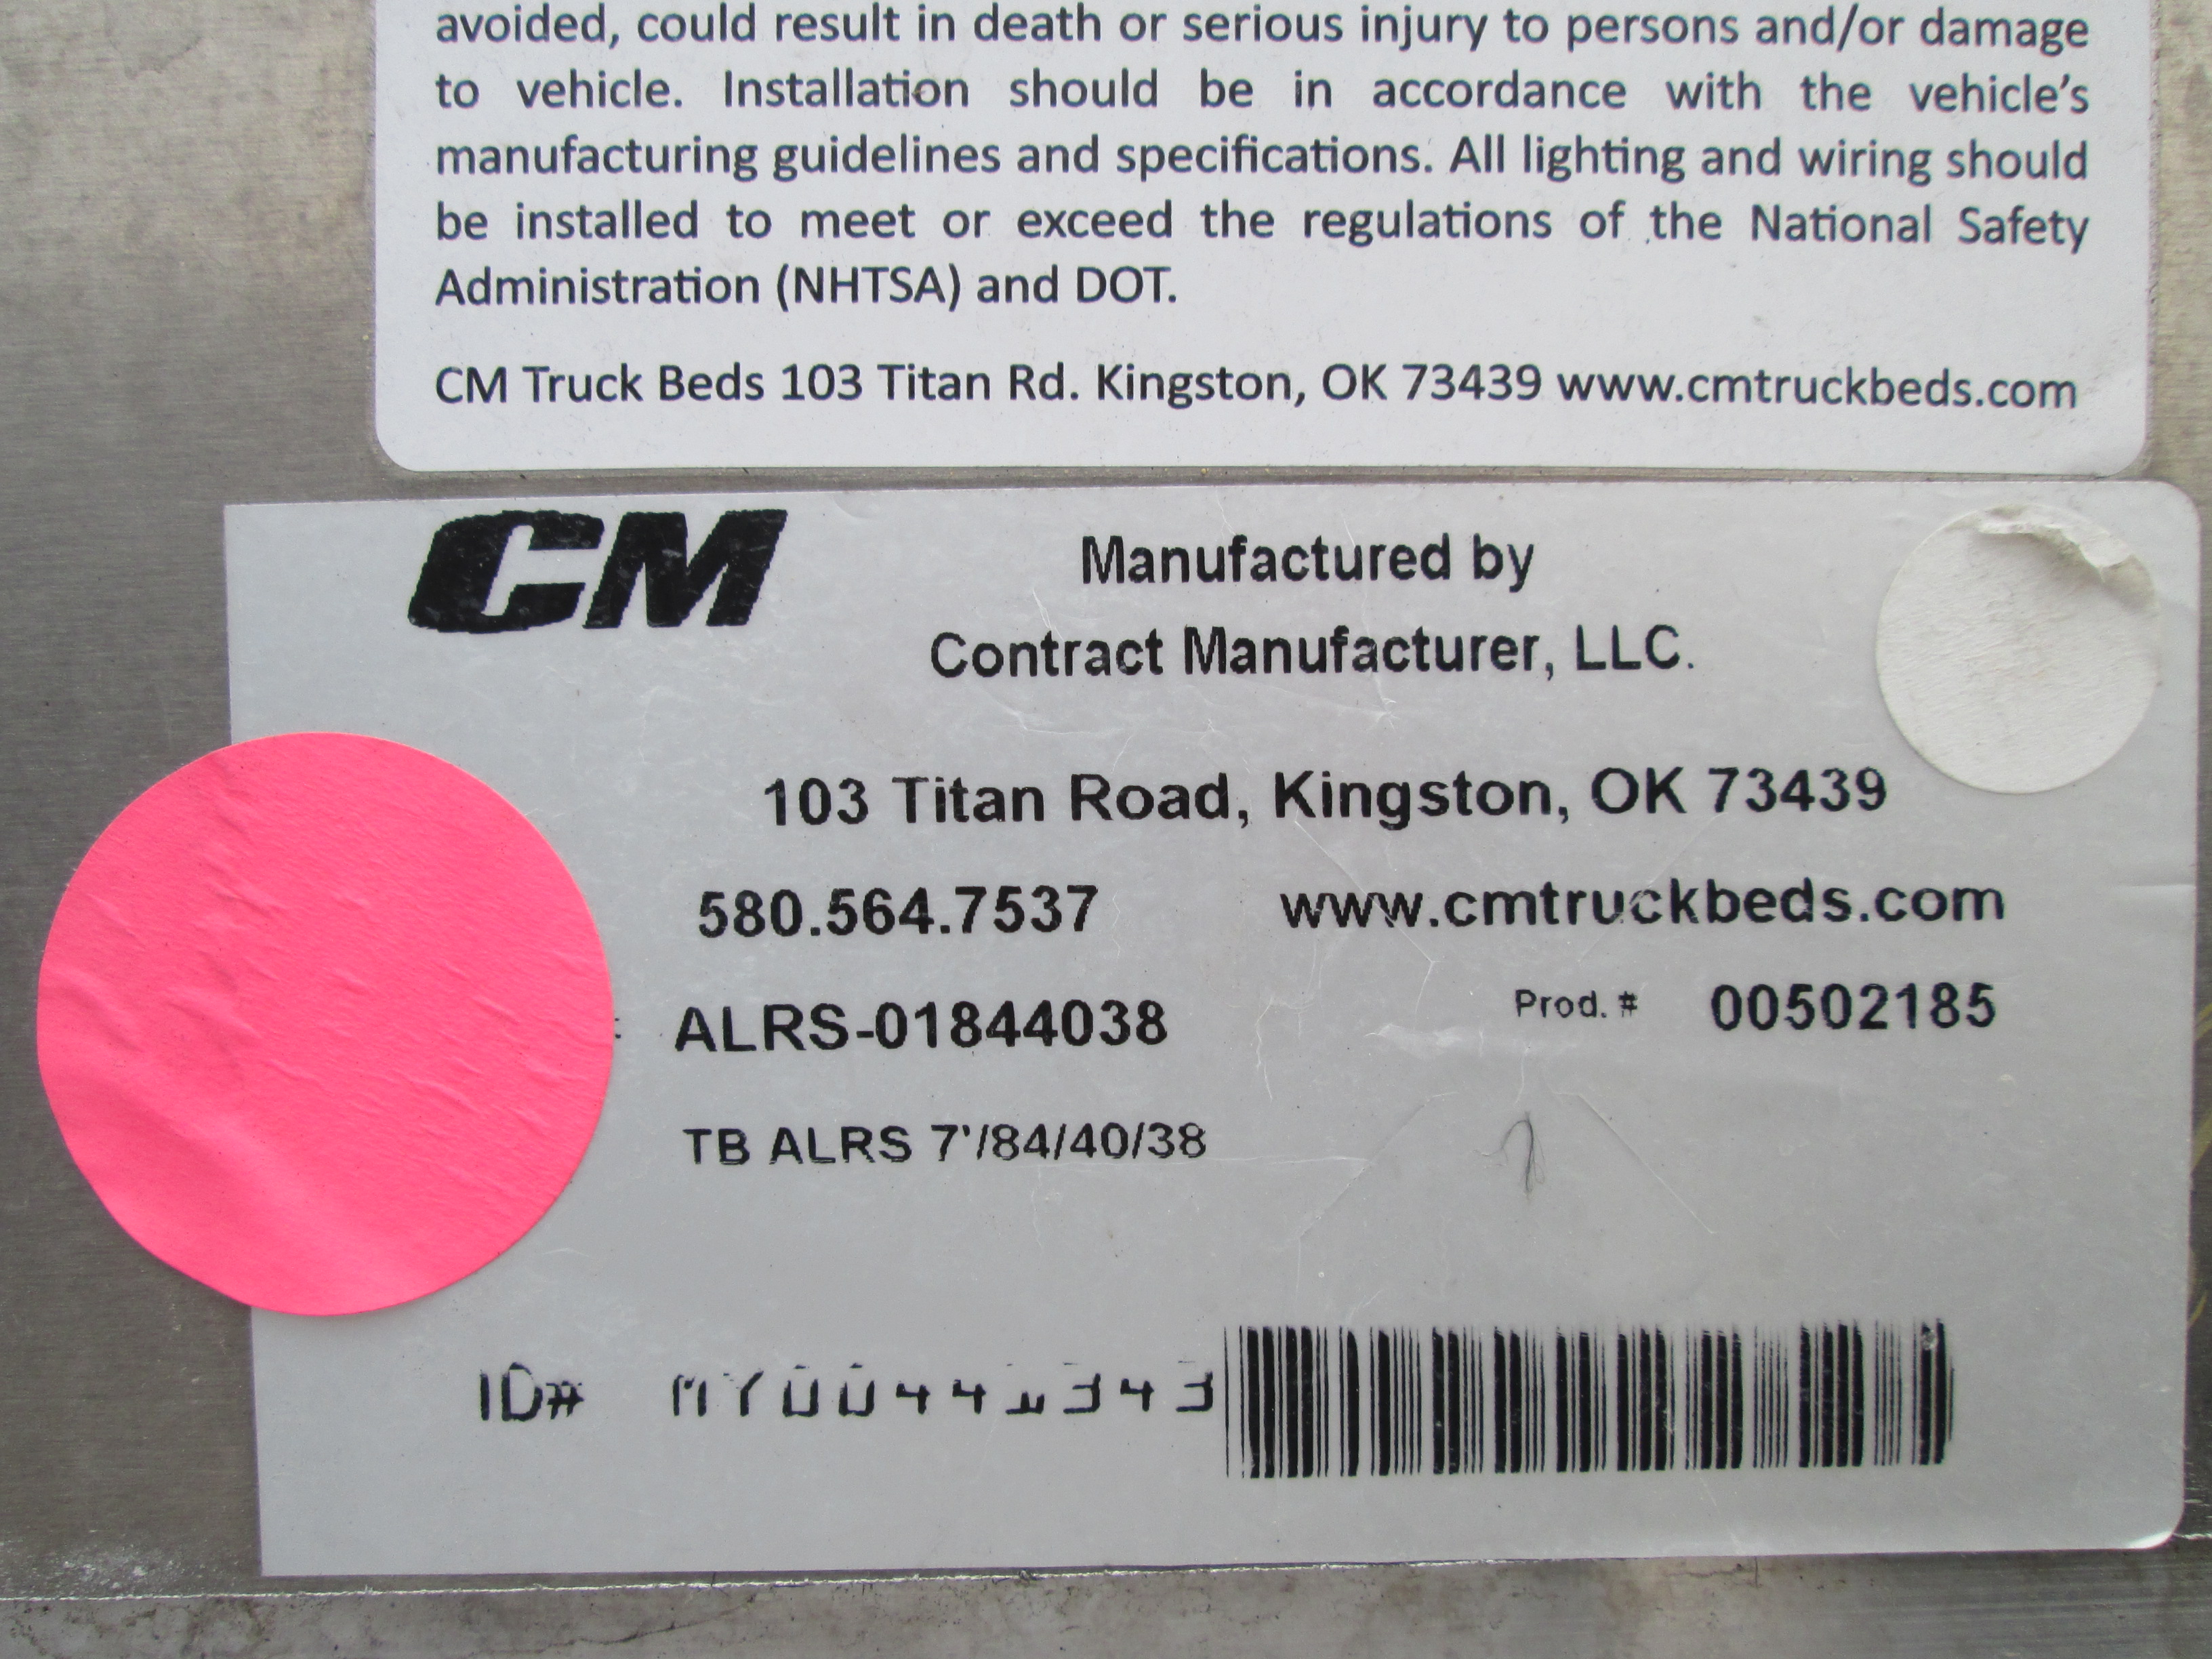 avoided, could result in death or serious injury to persons and/or damage
to vehicle. Installation should be in accordance with the vehicle's
manufacturing guidelines and specifications. All lighting and wiring should
be installed to meet or exceed the regulations of the National Safety
Administration (NHTSA) and DOT.
CM Truck Beds 103 Titan Rd. Kingston, OK 73439 www.cmtruckbeds.com
CM
Manufactured by
Contract Manufacturer, LLC.
103 Titan Road, Kingston, OK 73439
580.564.7537 www.cmtruckbeds.com
ALRS-01844038 Prod. # 00502185
TB ALRS 7'/84/40/38
ID#